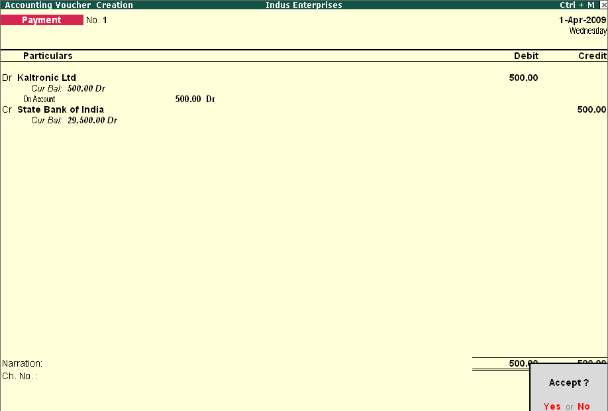 Accounting Voucher Creation Indus Enterprises Ctrl + M
Payment No. 1 1-Apr-2009
Wednesday
Particulars Debit Credit
Dr Kaltronic Ltd 500.00
Cur Bal: 500.00 Dr
On Account 500.00 Dr
Cr State Bank of India 500.00
Cur Bal: 29,500.00 Dr
Narration: 500.00 500.00
Ch. No. :
Accept ?
Yes or No